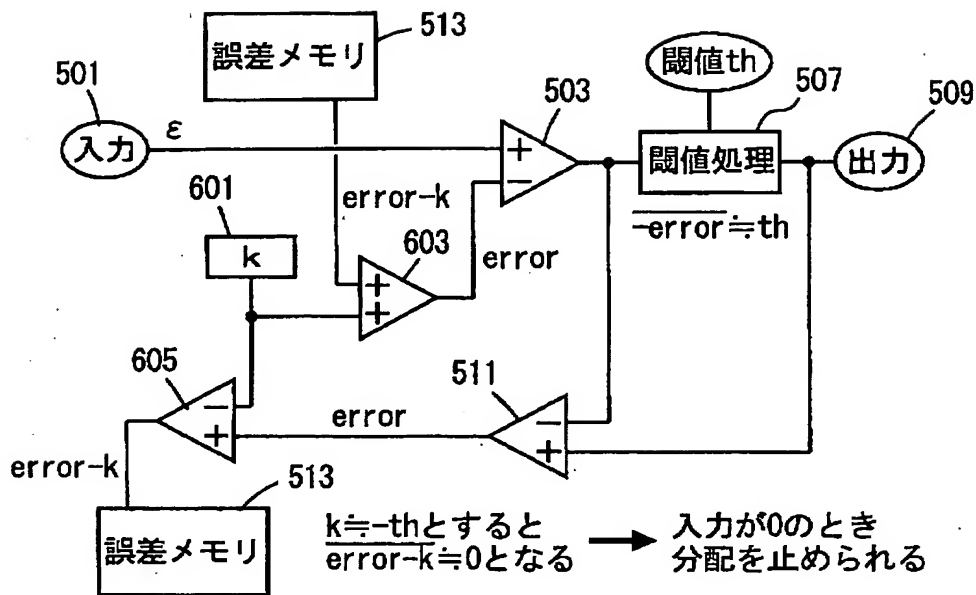 誤差メモリ
513
501
入力
ε
503
閾値th
507
509
閾値処理
出力
+
−
error-k
601
k
603
+
+
error
-error≒th
605
−
+
error
511
−
+
error-k
513
誤差メモリ
k≒-thとすると
error-k≒0となる
入力が0のとき
分配を止められる